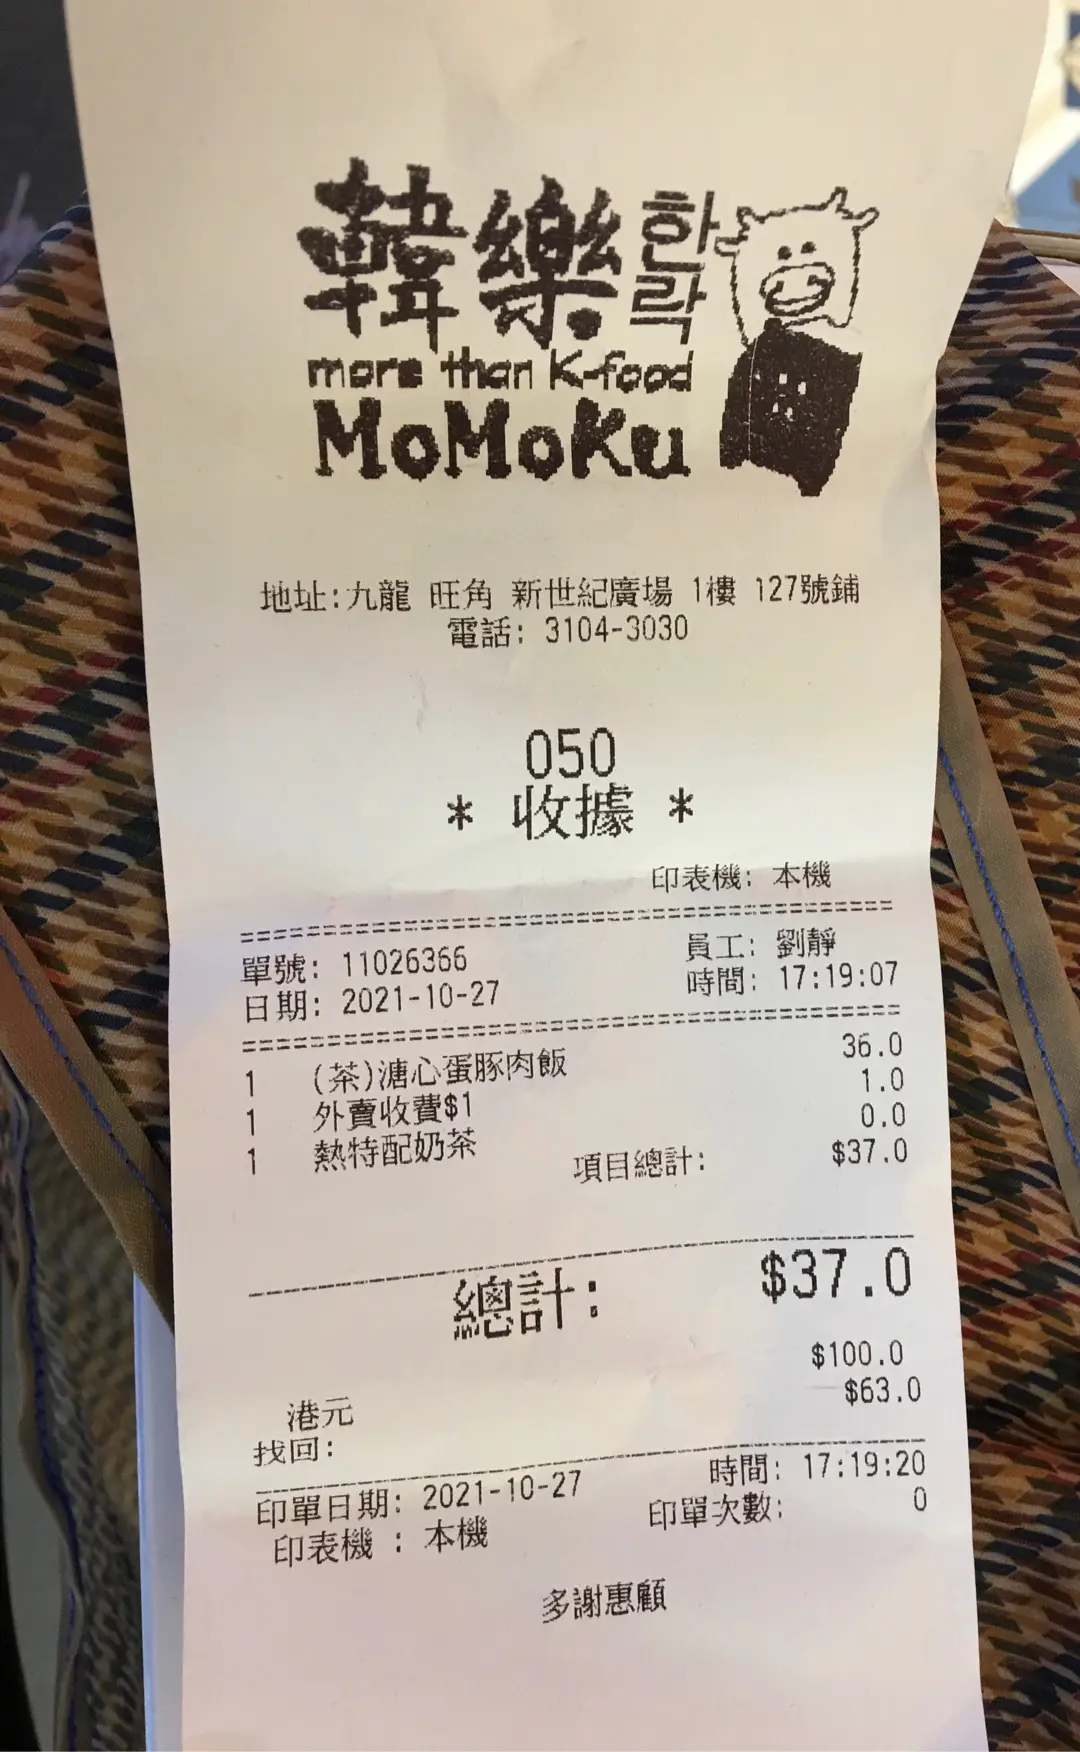 韓樂 한락
more than K-food
MoMoKu
地址:九龍 旺角 新世紀廣場 1樓 127號鋪
電話: 3104-3030
050
* 收據 *
印表機: 本機
單號: 11026366 員工: 劉靜
日期: 2021-10-27 時間: 17:19:07
1 (茶)溏心蛋豚肉飯 36.0
1 外賣收費$1 1.0
1 熱特配奶茶 0.0
項目總計: $37.0
總計: $37.0
港元 $100.0
找回: $63.0
印單日期: 2021-10-27 時間: 17:19:20
印表機 : 本機 印單次數: 0
多謝惠顧